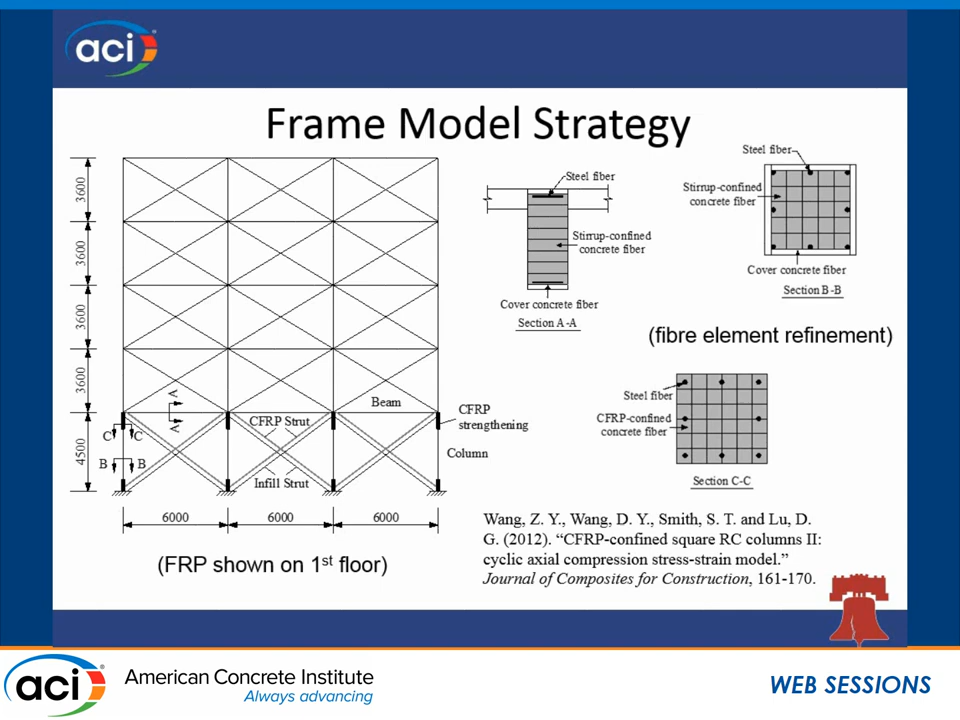 aci
Frame Model Strategy
3600
3600
3600
3600
4500
6000
6000
6000
A
A
C
C
B
B
CFRP Strut
Infill Strut
Beam
CFRP
strengthening
Column
(FRP shown on 1st floor)
Steel fiber
Stirrup-confined
concrete fiber
Cover concrete fiber
Section A-A
Steel fiber
Stirrup-confined
concrete fiber
Cover concrete fiber
Section B-B
(fibre element refinement)
Steel fiber
CFRP-confined
concrete fiber
Section C-C
Wang, Z. Y., Wang, D. Y., Smith, S. T. and Lu, D.
G. (2012). “CFRP-confined square RC columns II:
cyclic axial compression stress-strain model.”
Journal of Composites for Construction, 161-170.
aci
American Concrete Institute
Always advancing
WEB SESSIONS